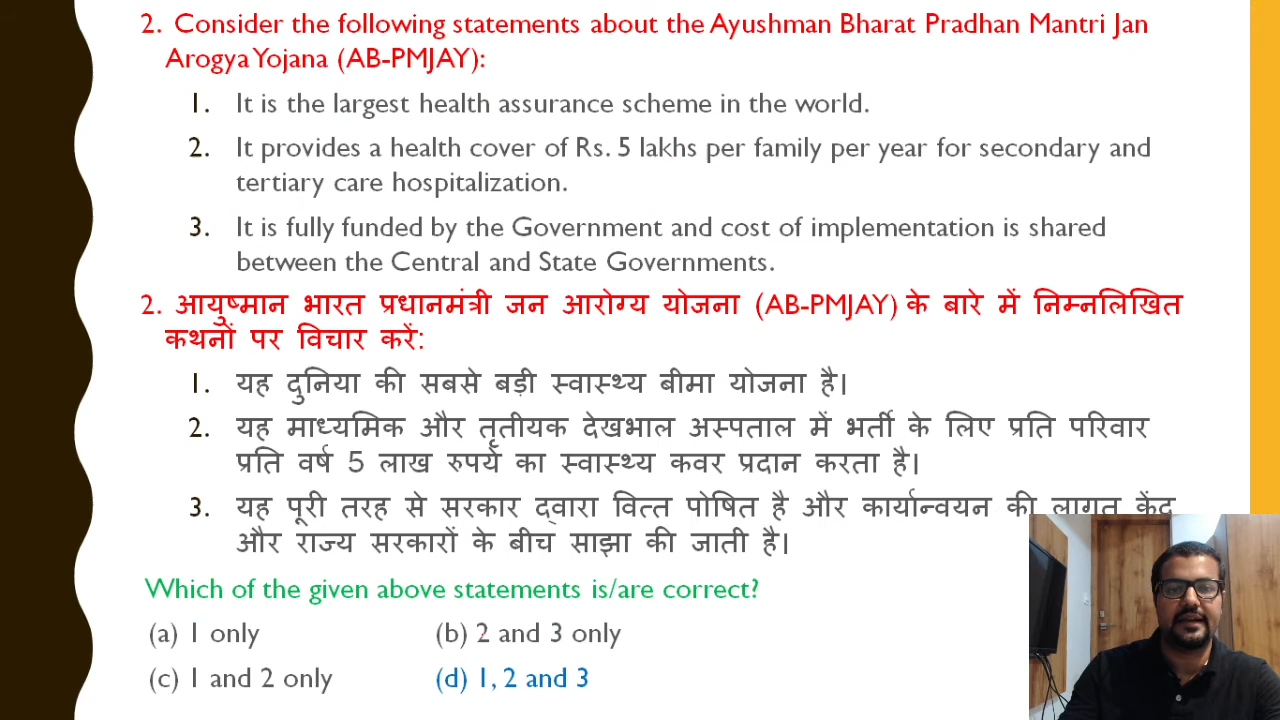 2. Consider the following statements about the Ayushman Bharat Pradhan Mantri Jan
Arogya Yojana (AB-PMJAY):
1. It is the largest health assurance scheme in the world.
2. It provides a health cover of Rs. 5 lakhs per family per year for secondary and
tertiary care hospitalization.
3. It is fully funded by the Government and cost of implementation is shared
between the Central and State Governments.
2. आयुष्मान भारत प्रधानमंत्री जन आरोग्य योजना (AB-PMJAY) के बारे में निम्नलिखित
कथनों पर विचार करें:
1. यह दुनिया की सबसे बड़ी स्वास्थ्य बीमा योजना है।
2. यह माध्यमिक और तृतीयक देखभाल अस्पताल में भर्ती के लिए प्रति परिवार
प्रति वर्ष 5 लाख रुपये का स्वास्थ्य कवर प्रदान करता है।
3. यह पूरी तरह से सरकार द्वारा वित्त पोषित है और कार्यान्वयन की लागत केंद्र
और राज्य सरकारों के बीच साझा की जाती है।
Which of the given above statements is/are correct?
(a) 1 only (b) 2 and 3 only
(c) 1 and 2 only (d) 1, 2 and 3